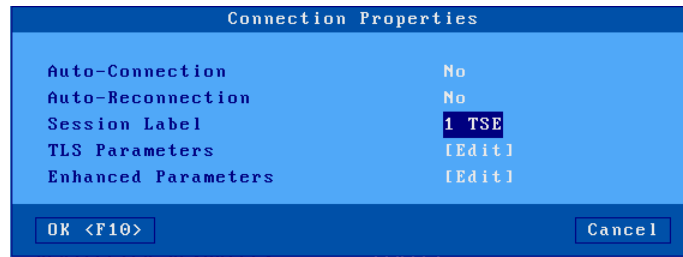 Connection Properties
Auto-Connection No
Auto-Reconnection No
Session Label 1 TSE
TLS Parameters [Edit]
Enhanced Parameters [Edit]
OK <F10> Cancel